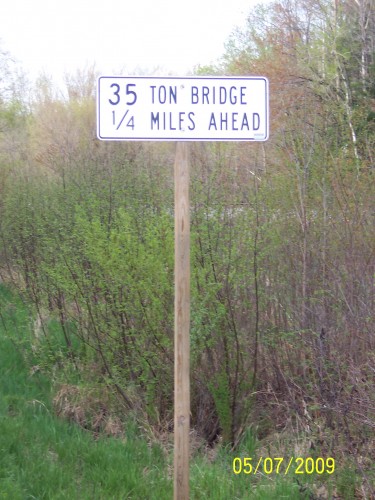 35 TON BRIDGE
1/4 MILES AHEAD
05/07/2009